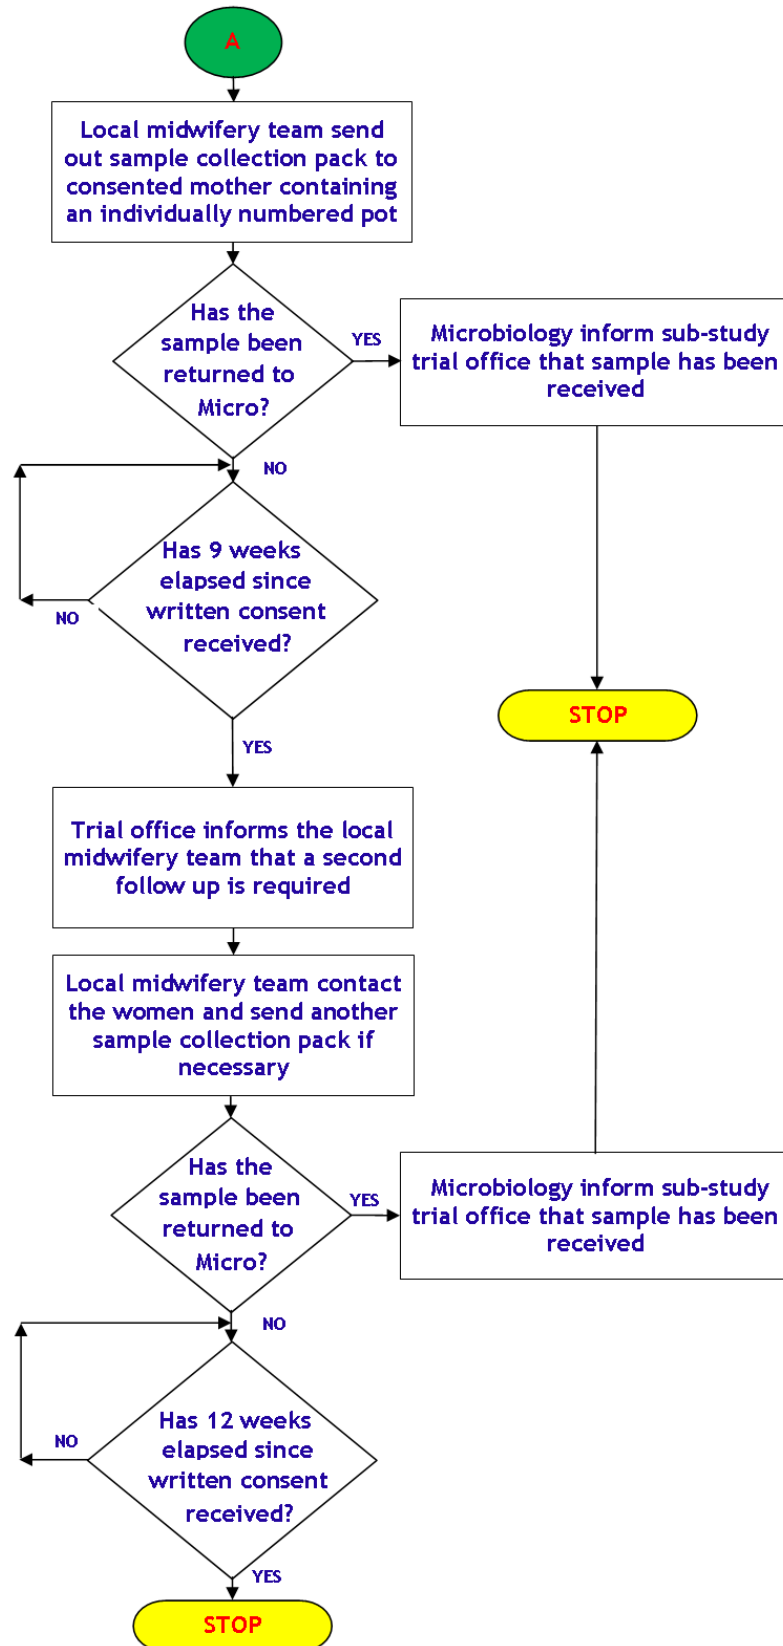 A
Local midwifery team send
out sample collection pack to
consented mother containing
an individually numbered pot
Has the
sample been
returned to
Micro?
YES
Microbiology inform sub-study
trial office that sample has been
received
NO
Has 9 weeks
elapsed since
written consent
received?
NO
STOP
YES
Trial office informs the local
midwifery team that a second
follow up is required
Local midwifery team contact
the women and send another
sample collection pack if
necessary
Has the
sample been
returned to
Micro?
YES
Microbiology inform sub-study
trial office that sample has been
received
NO
Has 12 weeks
elapsed since
written consent
received?
NO
YES
STOP